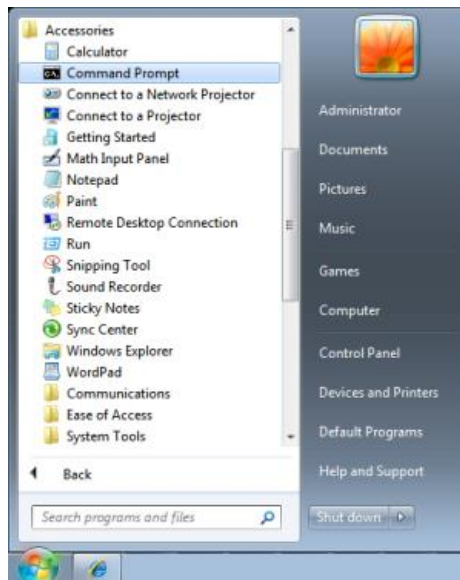 Accessories
Calculator
Command Prompt
Connect to a Network Projector
Connect to a Projector
Getting Started
Math Input Panel
Notepad
Paint
Remote Desktop Connection
Run
Snipping Tool
Sound Recorder
Sticky Notes
Sync Center
Windows Explorer
WordPad
Communications
Ease of Access
System Tools
Back
Search programs and files
Administrator
Documents
Pictures
Music
Games
Computer
Control Panel
Devices and Printers
Default Programs
Help and Support
Shut down